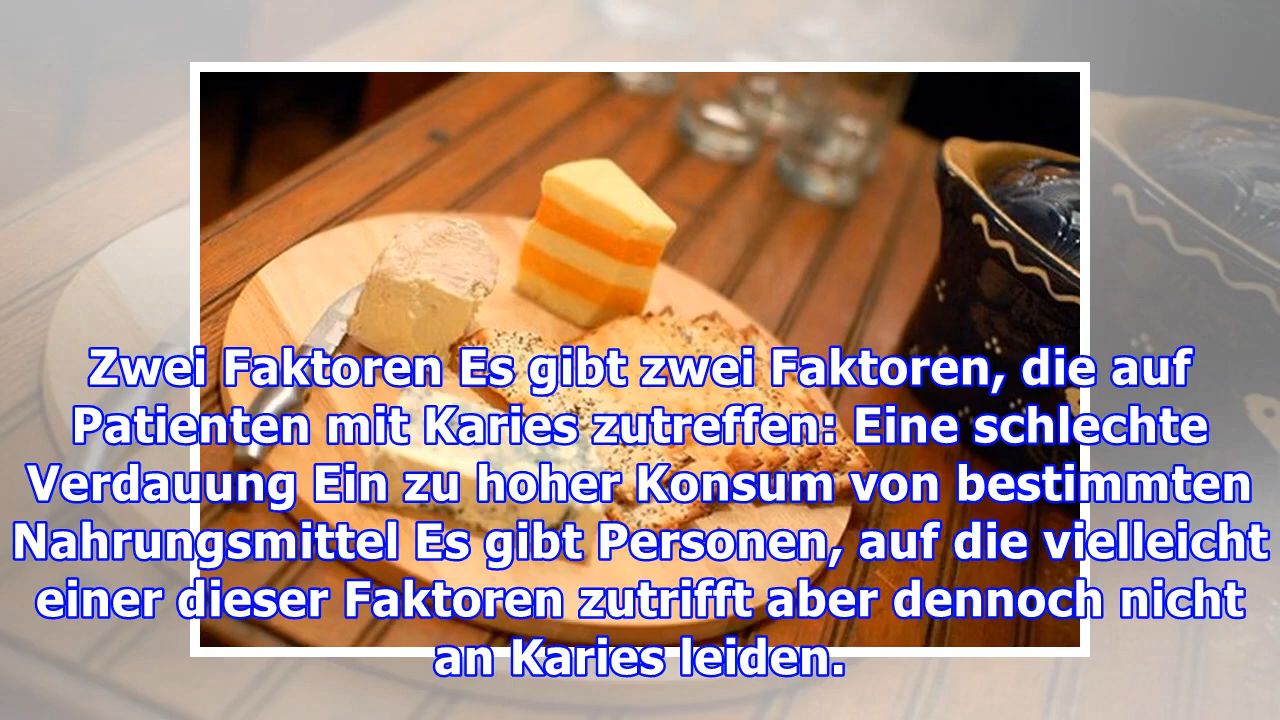 Zwei Faktoren Es gibt zwei Faktoren, die auf
Patienten mit Karies zutreffen: Eine schlechte
Verdauung Ein zu hoher Konsum von bestimmten
Nahrungsmittel Es gibt Personen, auf die vielleicht
einer dieser Faktoren zutrifft aber dennoch nicht
an Karies leiden.